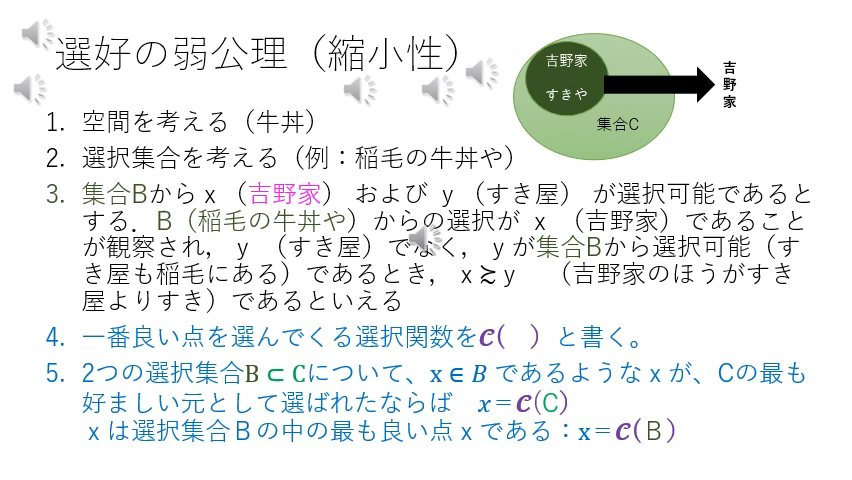 選好の弱公理（縮小性）
吉野家
すきや
集合C
吉野家
1. 空間を考える（牛丼）
2. 選択集合を考える（例：稲毛の牛丼や）
3. 集合Bからｘ（吉野家） および ｙ（すき屋） が選択可能であると
する．B（稲毛の牛丼や）からの選択が ｘ （吉野家）であること
が観察され， ｙ （すき屋）でなく， ｙが集合Bから選択可能（す
き屋も稲毛にある）であるとき， ｘ≿ｙ （吉野家のほうがすき
屋よりすき）であるといえる
4. 一番良い点を選んでくる選択関数を𝓒( ）と書く。
5. 2つの選択集合B ⊂ Cについて、x ∈ 𝐵 であるようなｘが、Cの最も
好ましい元として選ばれたならば 𝑥＝𝓒(C）
ｘは選択集合Ｂの中の最も良い点ｘである：x＝𝓒(Ｂ）